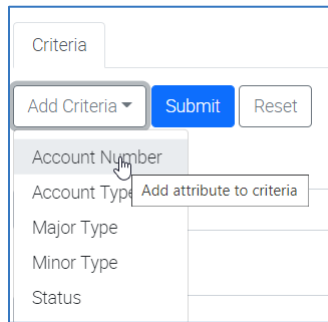 Criteria
Add Criteria Submit Reset
Account Number
Account Type
Add attribute to criteria
Major Type
Minor Type
Status